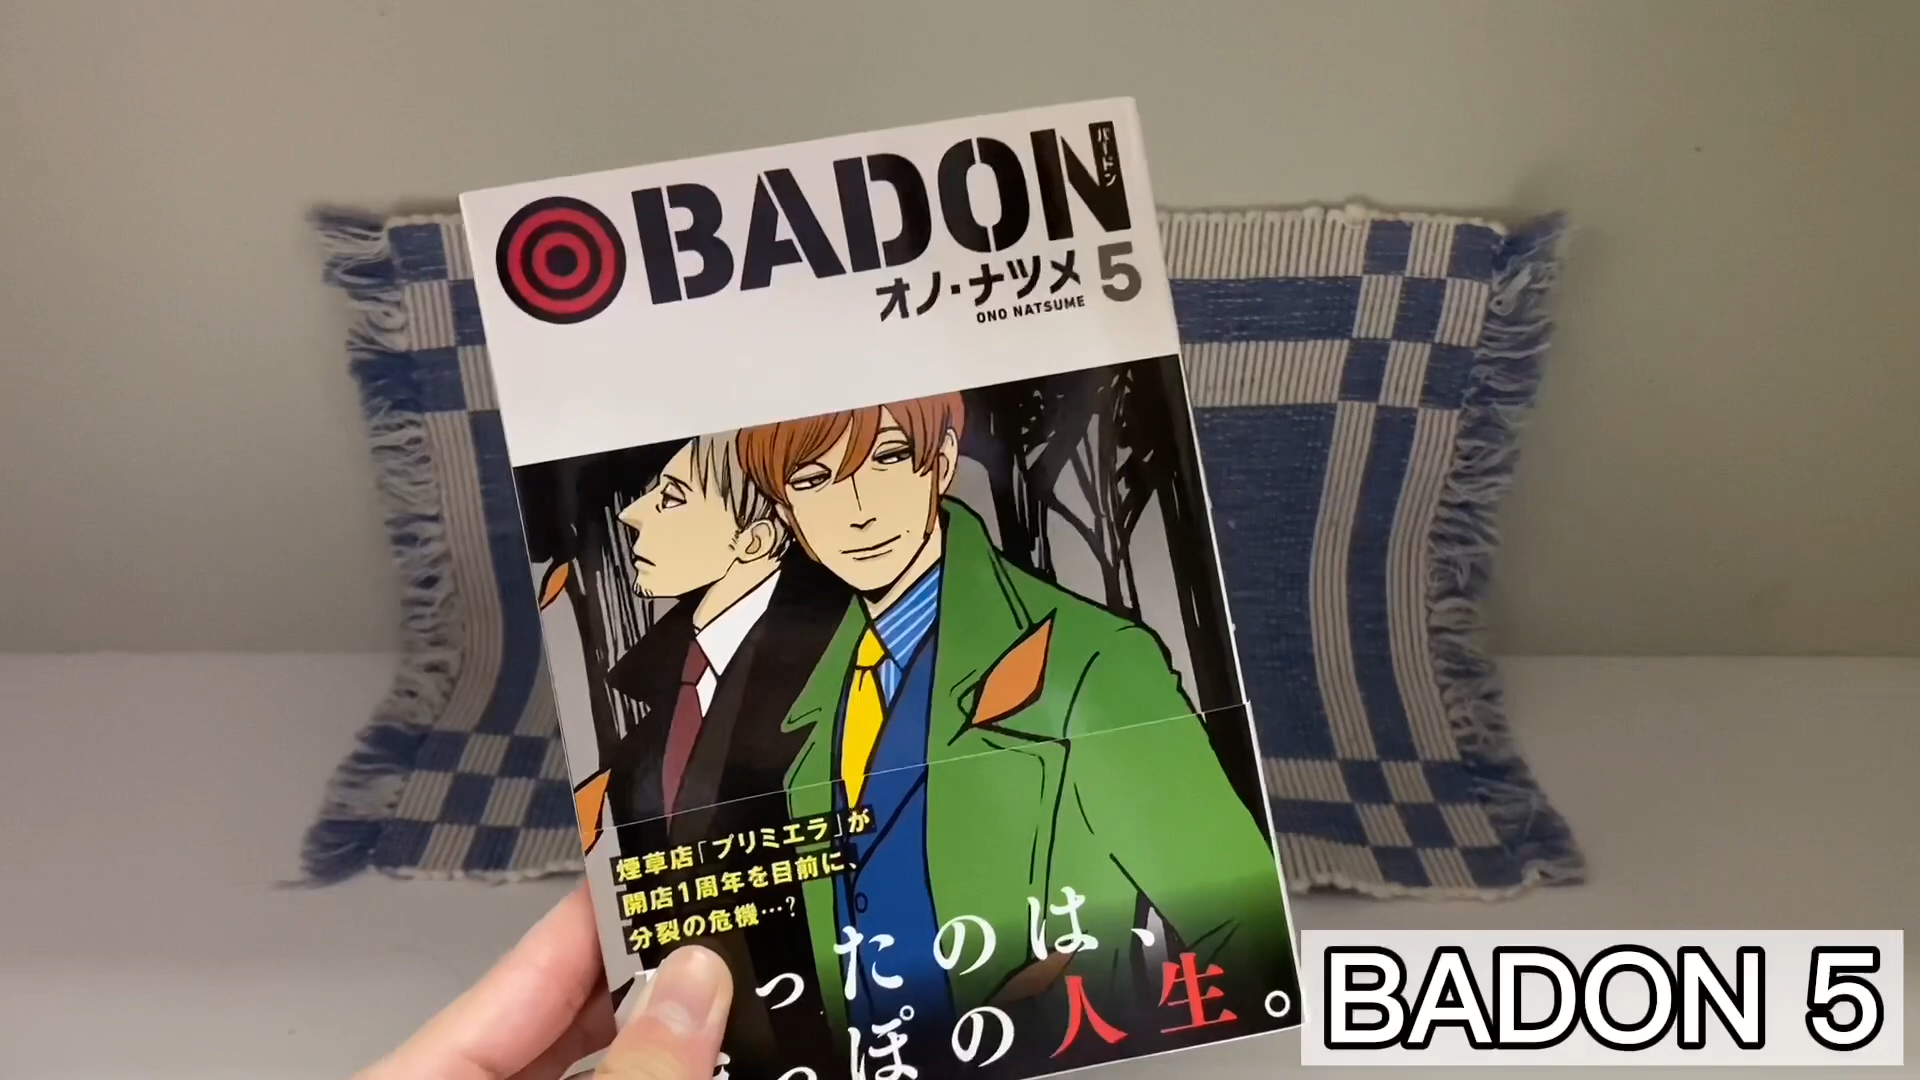 BADON
バードン
オノ・ナツメ 5
ONO NATSUME
煙草店「プリミエラ」が
開店1周年を目前に、
分裂の危機…?
ったのは、
っぽの人生。
BADON 5